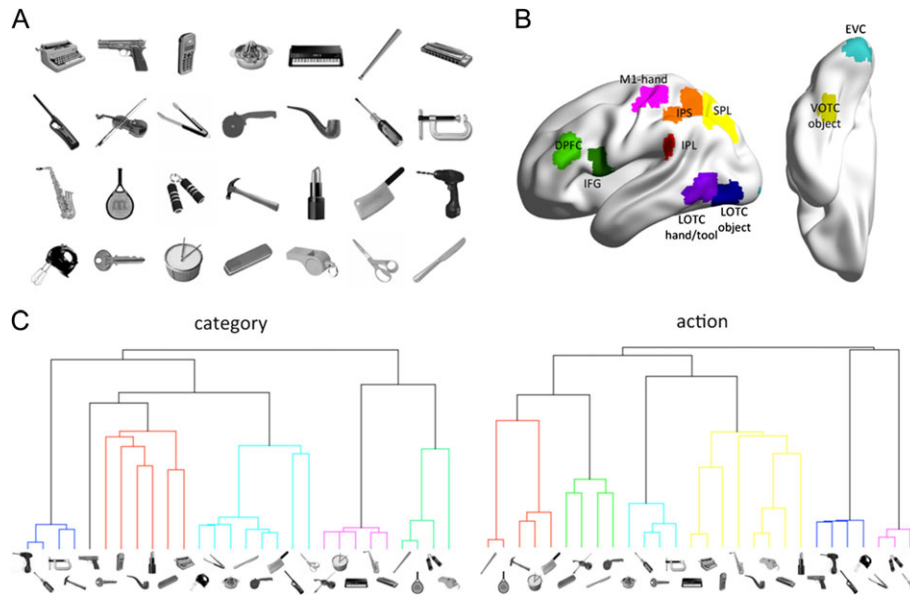 A
B
EVC
M1-hand
IPS
SPL
VOTC
object
DPFC
IPL
IFG
LOTC
hand/tool
LOTC
object
C
category
action